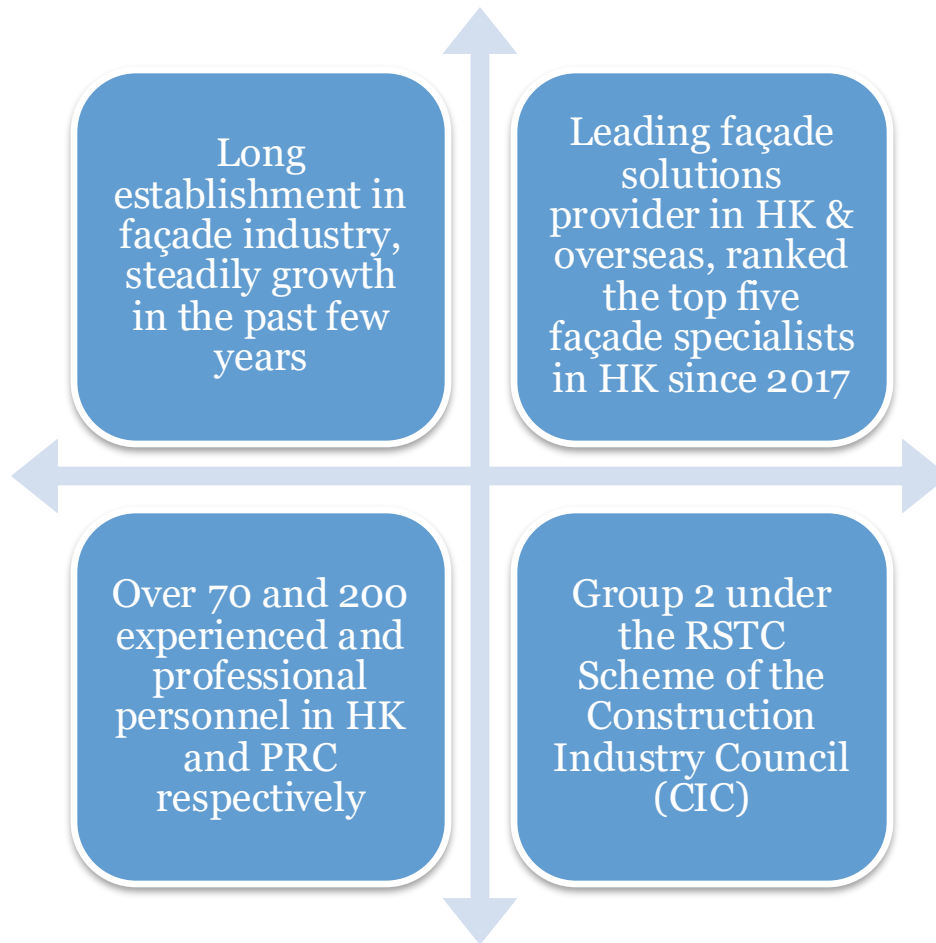 Long
establishment in
façade industry,
steadily growth
in the past few
years
Leading façade
solutions
provider in HK &
overseas, ranked
the top five
façade specialists
in HK since 2017
Over 70 and 200
experienced and
professional
personnel in HK
and PRC
respectively
Group 2 under
the RSTC
Scheme of the
Construction
Industry Council
(CIC)